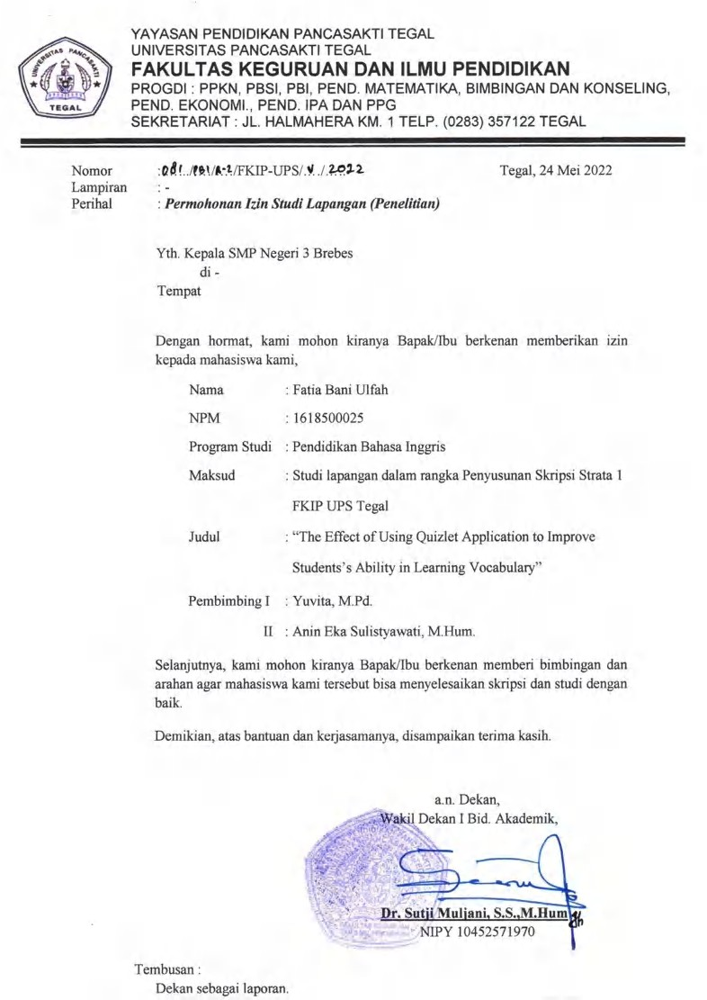 YAYASAN PENDIDIKAN PANCASAKTI TEGAL
UNIVERSITAS PANCASAKTI TEGAL
FAKULTAS KEGURUAN DAN ILMU PENDIDIKAN
PROGDI : PPKN, PBSI, PBI, PEND. MATEMATIKA, BIMBINGAN DAN KONSELING,
PEND. EKONOMI., PEND. IPA DAN PPG
SEKRETARIAT : JL. HALMAHERA KM. 1 TELP. (0283) 357122 TEGAL
UNIVERSITAS PANCASAKTI
TEGAL
Nomor : 081../PBI/A-2/FKIP-UPS/.V../.2022 Tegal, 24 Mei 2022
Lampiran : -
Perihal : Permohonan Izin Studi Lapangan (Penelitian)
Yth. Kepala SMP Negeri 3 Brebes
di -
Tempat
Dengan hormat, kami mohon kiranya Bapak/Ibu berkenan memberikan izin
kepada mahasiswa kami,
Nama : Fatia Bani Ulfah
NPM : 1618500025
Program Studi : Pendidikan Bahasa Inggris
Maksud : Studi lapangan dalam rangka Penyusunan Skripsi Strata 1
FKIP UPS Tegal
Judul : “The Effect of Using Quizlet Application to Improve
Students’s Ability in Learning Vocabulary”
Pembimbing I : Yuvita, M.Pd.
II : Anin Eka Sulistyawati, M.Hum.
Selanjutnya, kami mohon kiranya Bapak/Ibu berkenan memberi bimbingan dan
arahan agar mahasiswa kami tersebut bisa menyelesaikan skripsi dan studi dengan
baik.
Demikian, atas bantuan dan kerjasamanya, disampaikan terima kasih.
a.n. Dekan,
Wakil Dekan I Bid. Akademik,
Dr. Sutji Muljani, S.S.,M.Hum
NIPY 10452571970
Tembusan :
Dekan sebagai laporan.